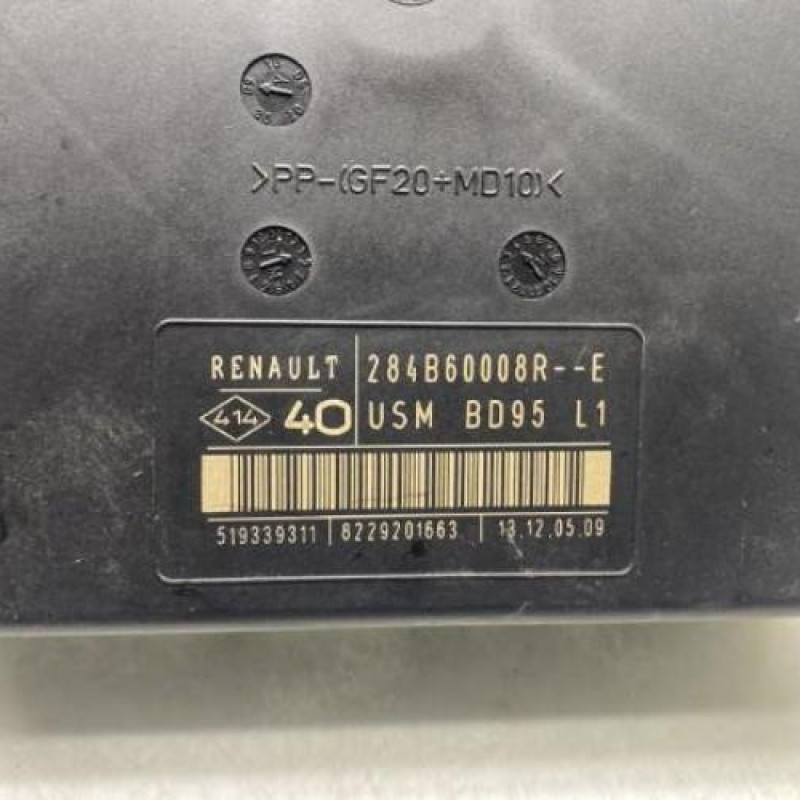 >PP-(GF20+MD10)<
RENAULT 284B60008R--E
414 40 USM BD95 L1
519339311 8229201663 13.12.05.09